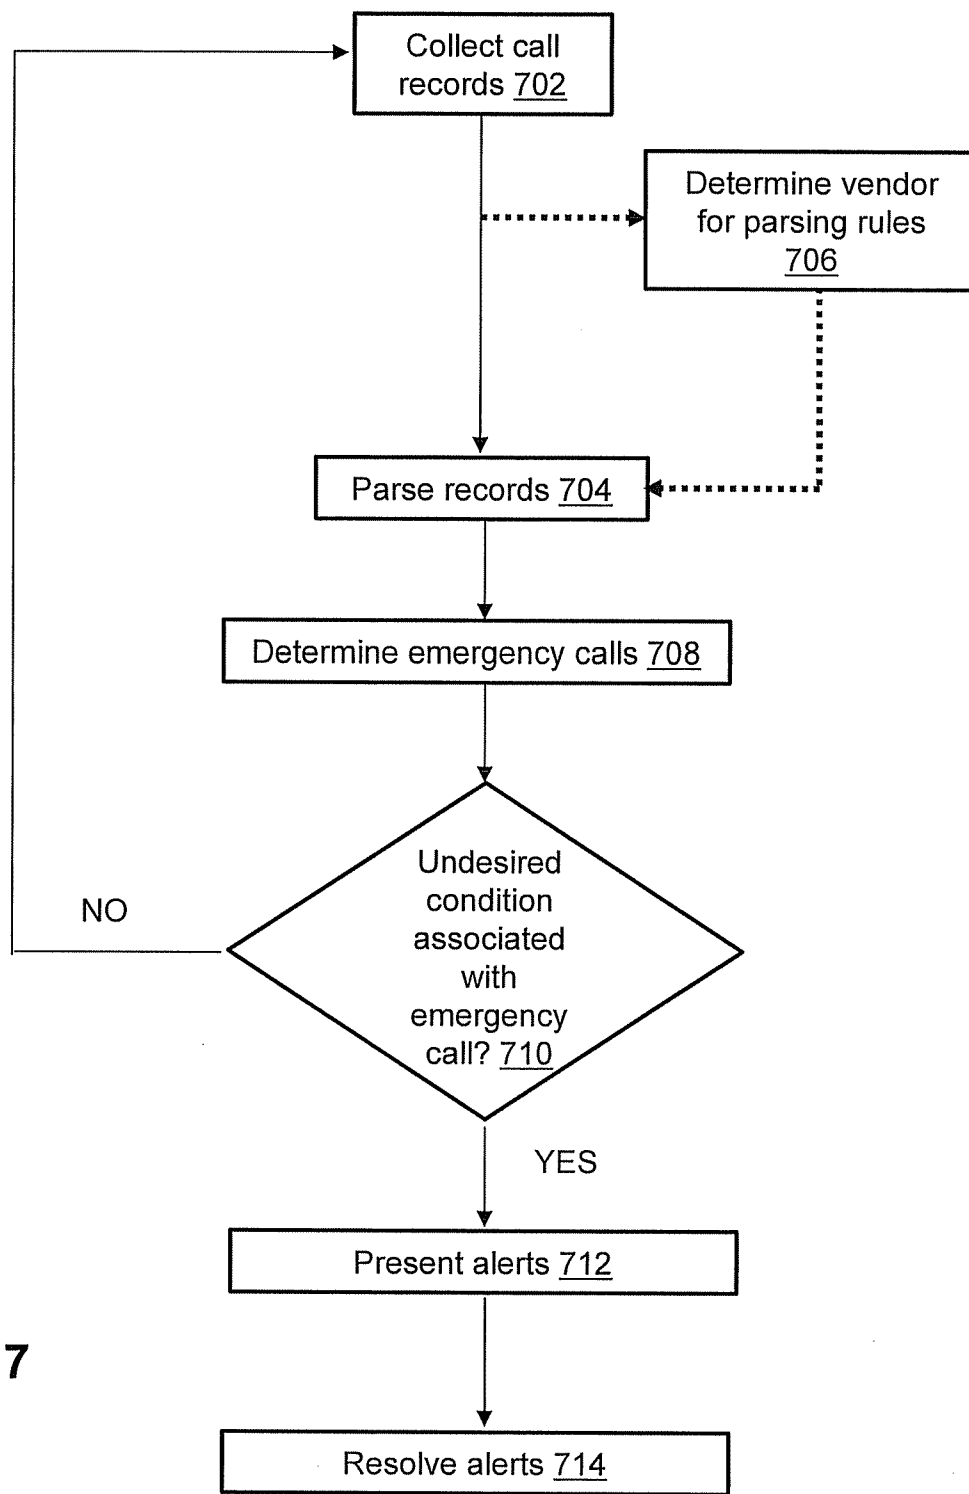 Collect call
records 702
Determine vendor
for parsing rules
706
Parse records 704
Determine emergency calls 708
Undesired
condition
associated
with
emergency
call? 710
NO
YES
Present alerts 712
7
Resolve alerts 714